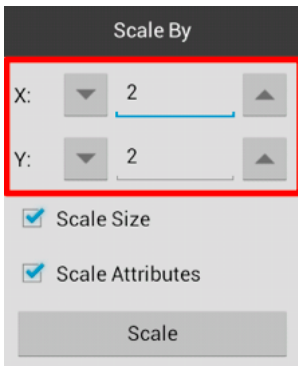 Scale By
X: 2
Y: 2
Scale Size
Scale Attributes
Scale